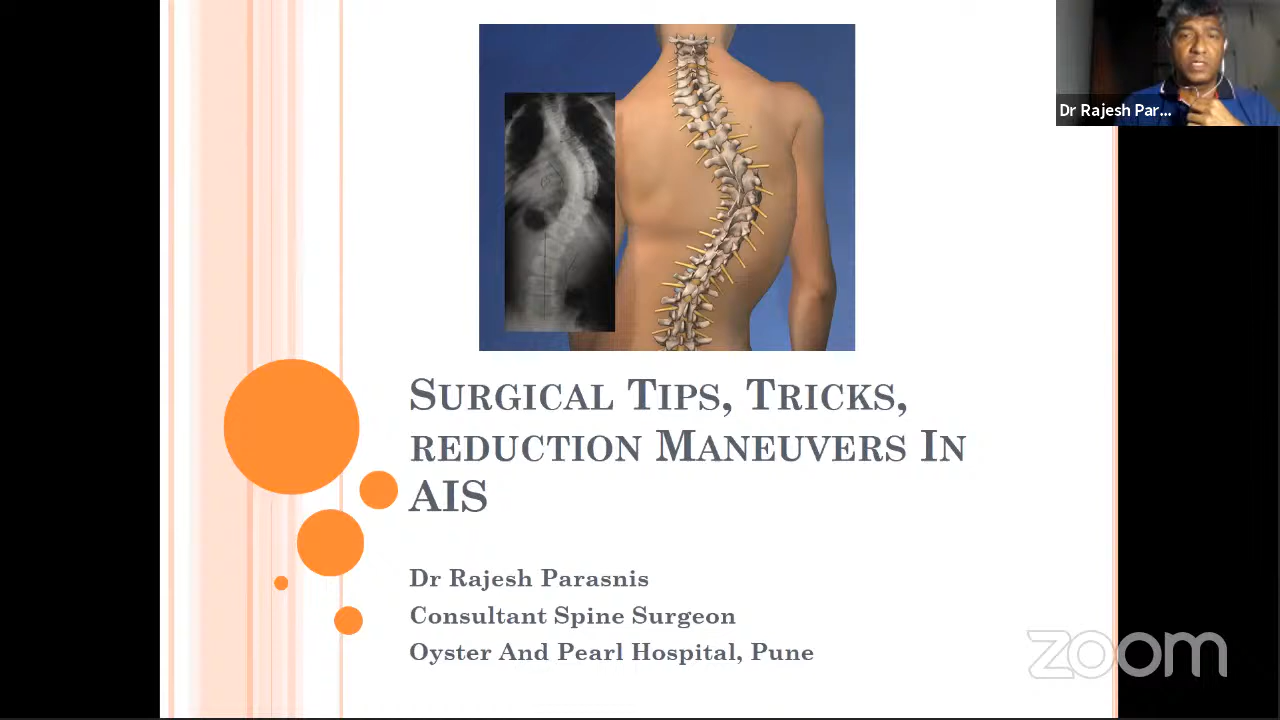 Dr Rajesh Par...
SURGICAL TIPS, TRICKS,
REDUCTION MANEUVERS IN
AIS
Dr Rajesh Parasnis
Consultant Spine Surgeon
Oyster And Pearl Hospital, Pune
zoom